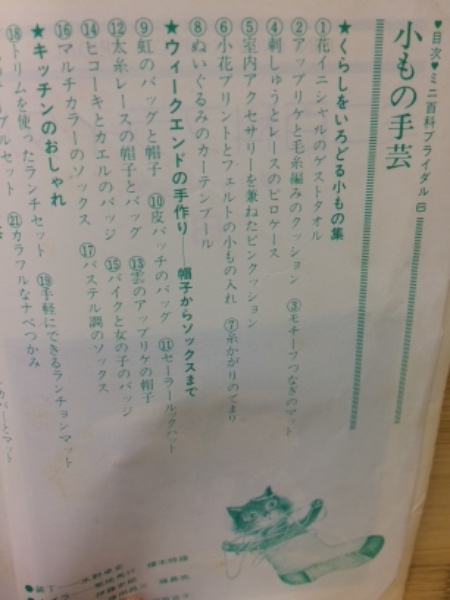 ♥目次♥ミニ百科ブライダル 6
小もの手芸
★くらしをいろどる小もの集
①花イニシャルのゲストタオル
②アップリケと毛糸編みのクッション ③モチーフつなぎのマット
④刺しゅうとレースのピロケース
⑤室内アクセサリーを兼ねたピンクッション
⑥小花プリントとフェルトの小もの入れ ⑦糸かがりのてまり
⑧ぬいぐるみのカーテンプール
★ウィークエンドの手作り——帽子からソックスまで
⑨虹のバッグと帽子 ⑩皮パッチのバッグ ⑪セーラールックハット
⑫太糸レースの帽子とバッグ ⑬雲のアップリケの帽子
⑭ヒコーキとカエルのバッジ ⑮バイクと女の子のバッジ
⑯マルチカラーのソックス ⑰パステル調のソックス
★キッチンのおしゃれ
⑱トリムを使ったランチセット ⑲手軽にできるランチョンマット
㉑カラフルなナベつかみ